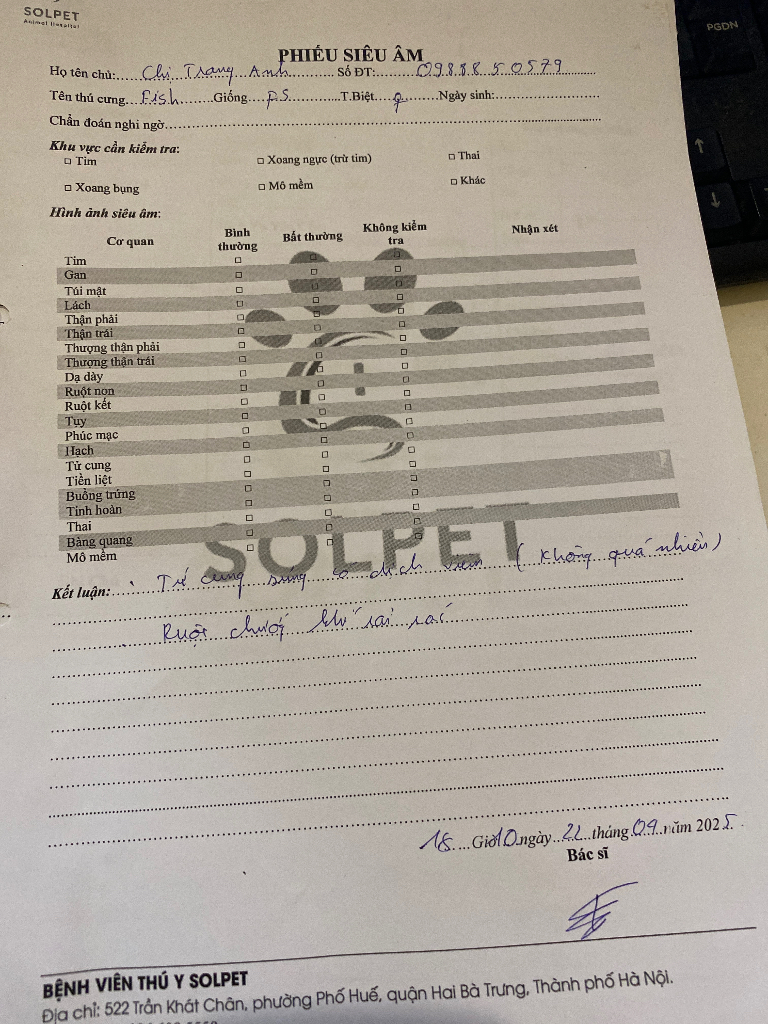 SOLPET
Animal Hospital
PGDN
PHIẾU SIÊU ÂM
Họ tên chủ: Chị Trang Anh Số ĐT: 0988850579
Tên thú cưng Fish Giống P.S T.Biệt ♀ Ngày sinh:
Chẩn đoán nghi ngờ
Khu vực cần kiểm tra:
□ Tim □ Xoang ngực (trừ tim) □ Thai
□ Xoang bụng □ Mô mềm □ Khác
Hình ảnh siêu âm:
Cơ quan Bình thường Bất thường Không kiểm tra Nhận xét
Tim □ □ □
Gan □ □ □
Túi mật □ □ □
Lách □ □ □
Thận phải □ □ □
Thận trái □ □ □
Thượng thận phải □ □ □
Thượng thận trái □ □ □
Dạ dày □ □ □
Ruột non □ □ □
Ruột kết □ □ □
Tụy □ □ □
Phúc mạc □ □ □
Hạch □ □ □
Tử cung □ □ □
Tiền liệt □ □ □
Buồng trứng □ □ □
Tinh hoàn □ □ □
Thai □ □ □
Bàng quang □ □ □
Mô mềm □
SOLPET
Kết luận: cung sừng có dịch viêm (không quá nhiều)
Ruột chướng khí rải rác
18 Giờ 10 ngày 22 tháng 09 năm 2025
Bác sĩ
BỆNH VIỆN THÚ Y SOLPET
Địa chỉ: 522 Trần Khát Chân, phường Phố Huế, quận Hai Bà Trưng, Thành phố Hà Nội.